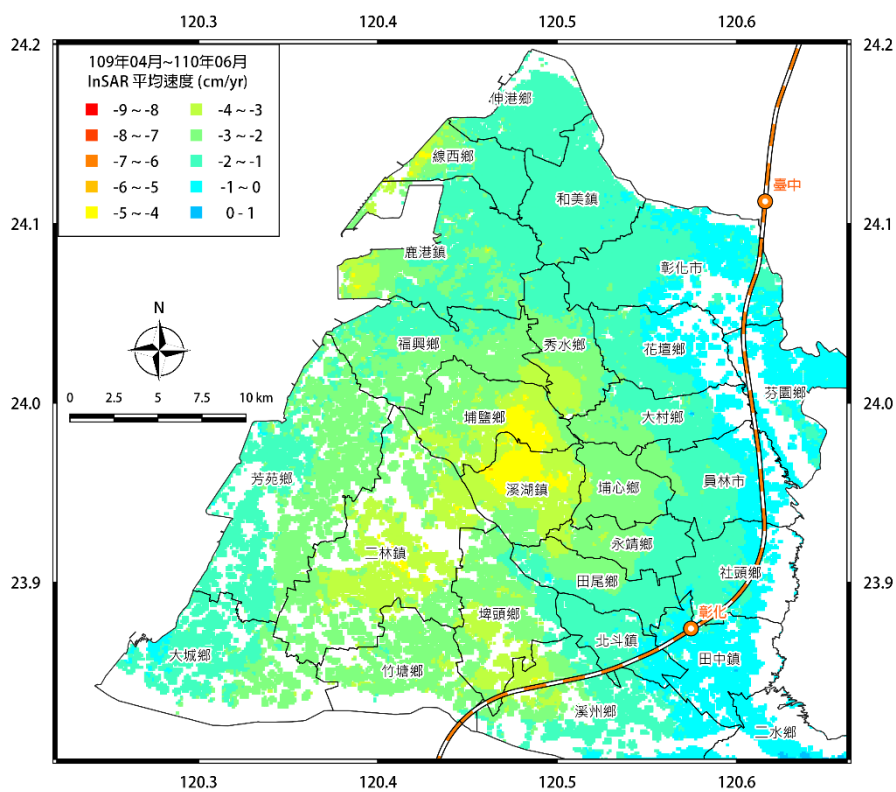 120.3 120.4 120.5 120.6
24.2 24.2
109年04月~110年06月
InSAR 平均速度 (cm/yr)
-9 ~ -8 -4 ~ -3
-8 ~ -7 -3 ~ -2
-7 ~ -6 -2 ~ -1
-6 ~ -5 -1 ~ 0
-5 ~ -4 0 - 1
伸港鄉
線西鄉
臺中
和美鎮
24.1 24.1
鹿港鎮
彰化市
N
福興鄉 秀水鄉 花壇鄉
0 2.5 5 7.5 10 km
芬園鄉
24.0 24.0
埔鹽鄉 大村鄉
芳苑鄉 溪湖鎮 埔心鄉 員林市
二林鎮 永靖鄉
田尾鄉 社頭鄉
23.9 23.9
埤頭鄉 彰化
北斗鎮
大城鄉 竹塘鄉 田中鎮
溪州鄉
二水鄉
120.3 120.4 120.5 120.6